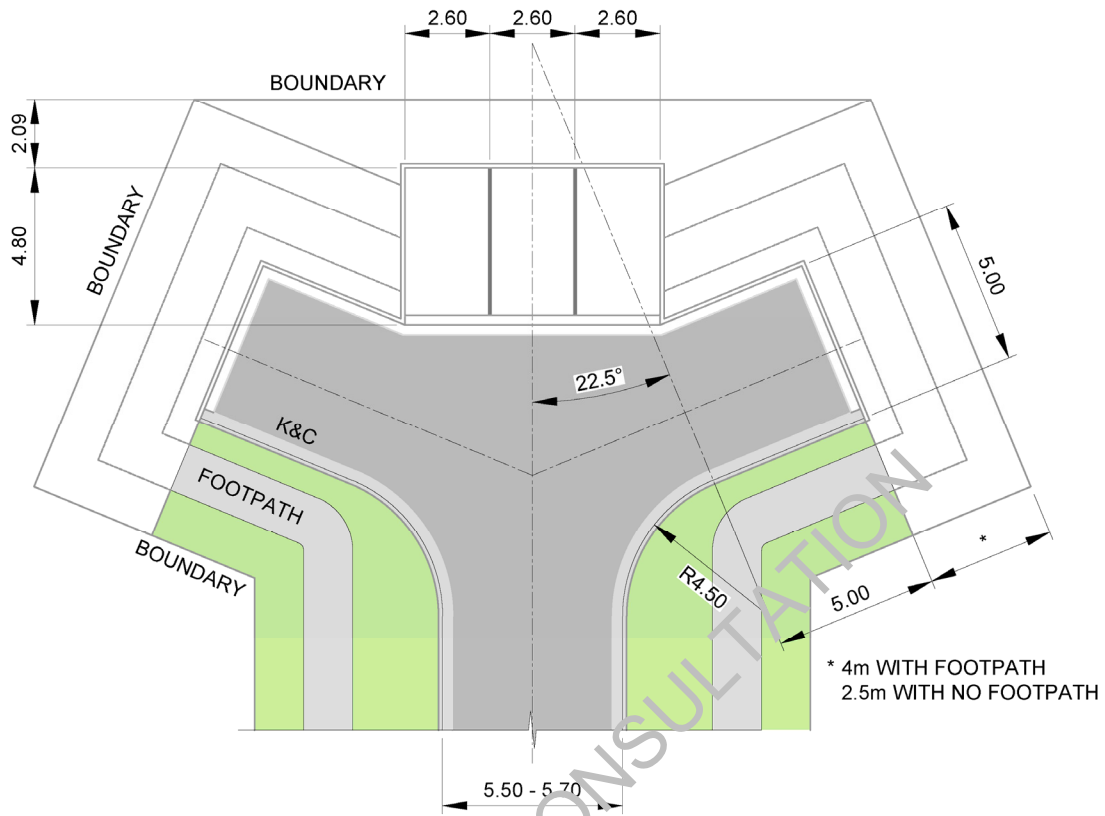 2.60 2.60 2.60
BOUNDARY
2.09
4.80
BOUNDARY
5.00
22.5°
K&C
FOOTPATH
BOUNDARY
R4.50
5.00
*
* 4m WITH FOOTPATH
2.5m WITH NO FOOTPATH
5.50 - 5.70
ONSULTATION